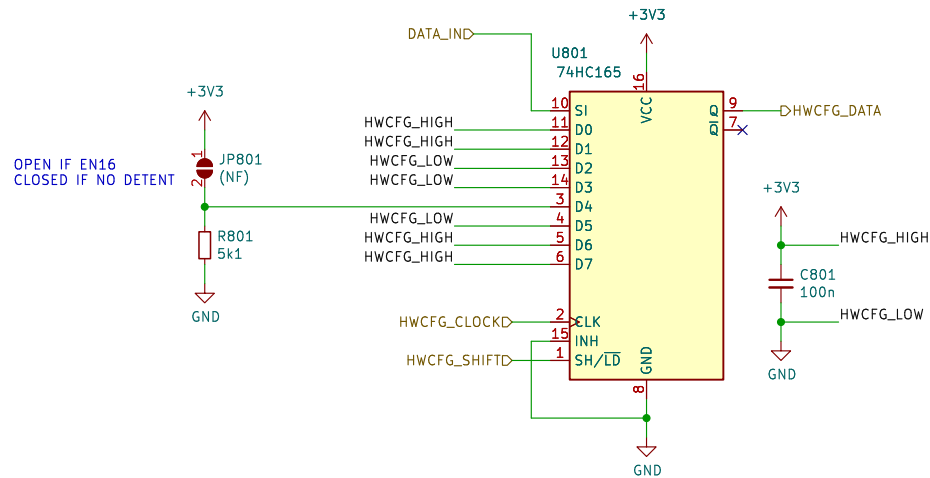 +3V3
DATA_IN
U801
74HC165
16
VCC
+3V3
10
SI
Q
9
HWCFG_DATA
HWCFG_HIGH
11
D0
Q
7
HWCFG_HIGH
12
D1
1
JP801
OPEN IF EN16
HWCFG_LOW
13
D2
CLOSED IF NO DETENT
2
(NF)
HWCFG_LOW
14
D3
+3V3
3
D4
HWCFG_LOW
4
D5
R801
5k1
HWCFG_HIGH
5
D6
HWCFG_HIGH
HWCFG_HIGH
6
D7
C801
100n
GND
HWCFG_CLOCK
2
CLK
HWCFG_LOW
15
INH
HWCFG_SHIFT
1
SH/LD
GND
GND
8
GND